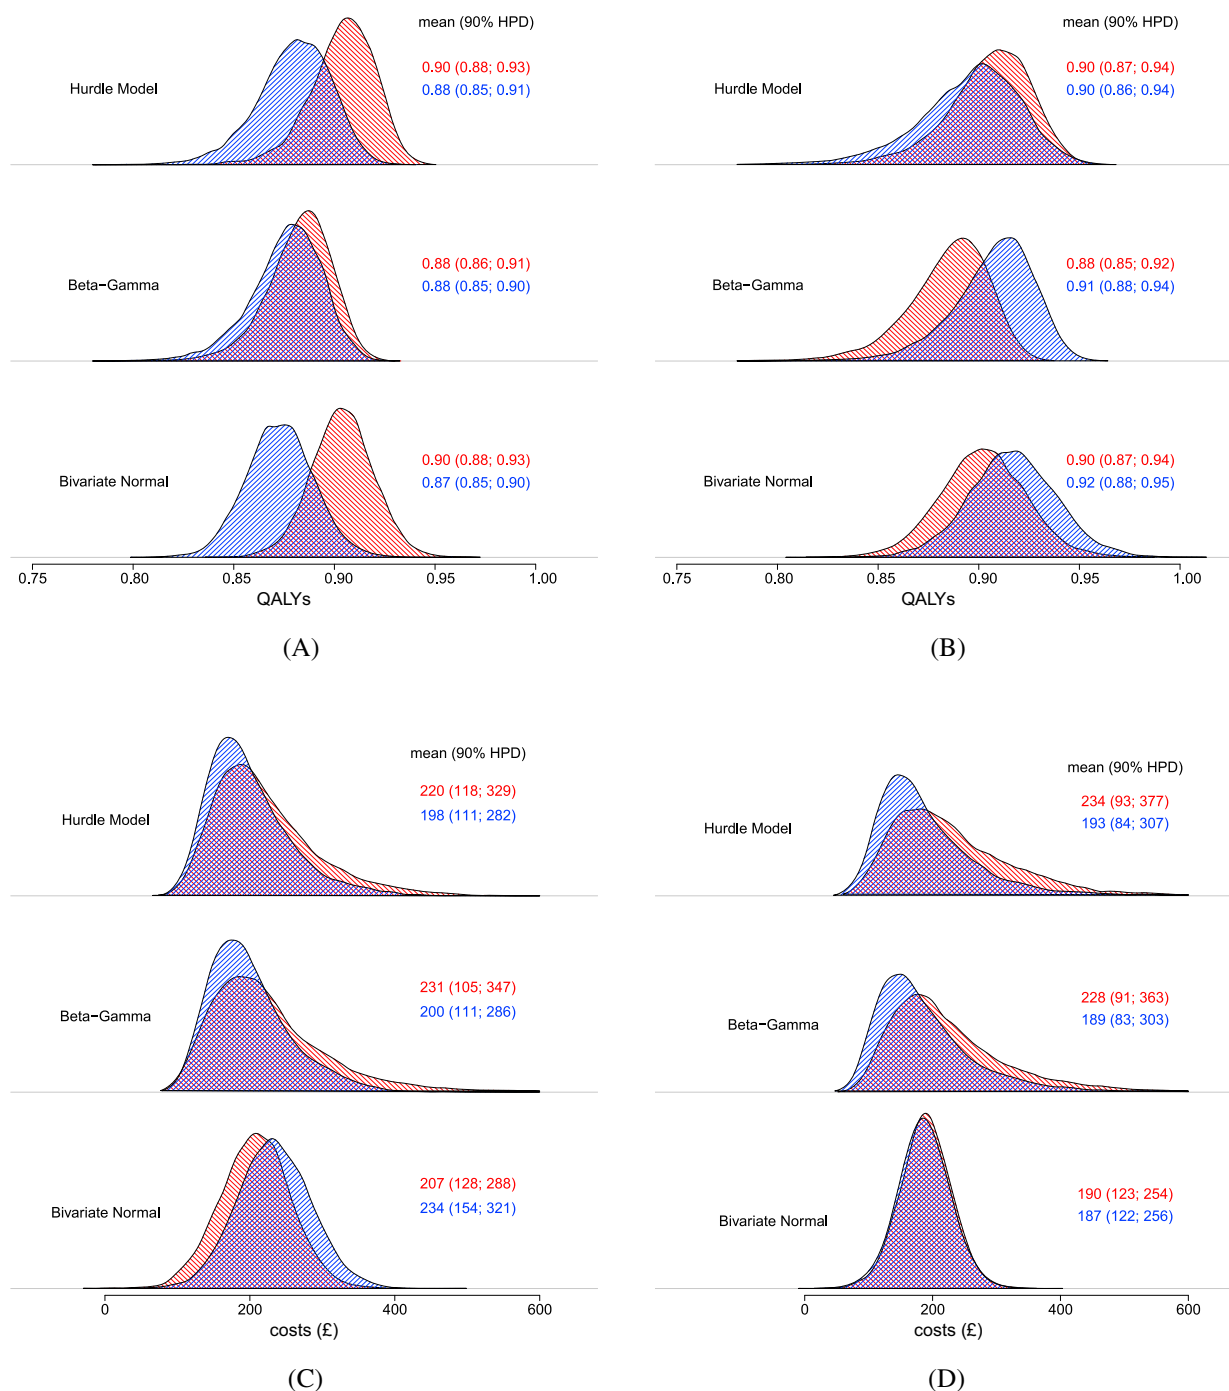 mean (90% HPD)
Hurdle Model
0.90 (0.88; 0.93)
0.88 (0.85; 0.91)
Beta−Gamma
0.88 (0.86; 0.91)
0.88 (0.85; 0.90)
Bivariate Normal
0.90 (0.88; 0.93)
0.87 (0.85; 0.90)
0.75 0.80 0.85 0.90 0.95 1.00
QALYs
(A)
mean (90% HPD)
Hurdle Model
0.90 (0.87; 0.94)
0.90 (0.86; 0.94)
Beta−Gamma
0.88 (0.85; 0.92)
0.91 (0.88; 0.94)
Bivariate Normal
0.90 (0.87; 0.94)
0.92 (0.88; 0.95)
0.75 0.80 0.85 0.90 0.95 1.00
QALYs
(B)
mean (90% HPD)
Hurdle Model
220 (118; 329)
198 (111; 282)
Beta−Gamma
231 (105; 347)
200 (111; 286)
Bivariate Normal
207 (128; 288)
234 (154; 321)
0 200 400 600
costs (£)
(C)
mean (90% HPD)
Hurdle Model
234 (93; 377)
193 (84; 307)
Beta−Gamma
228 (91; 363)
189 (83; 303)
Bivariate Normal
190 (123; 254)
187 (122; 256)
0 200 400 600
costs (£)
(D)